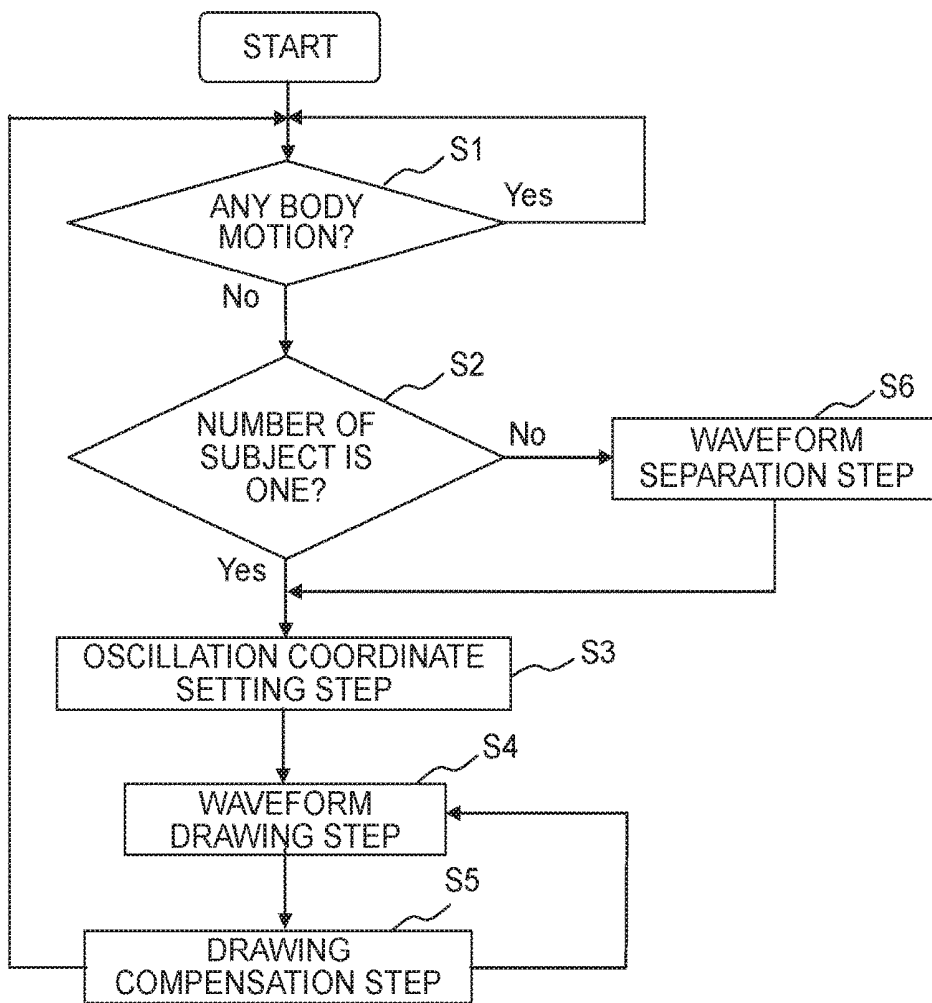 START
S1
ANY BODY
MOTION?
Yes
No
S2
NUMBER OF
SUBJECT IS
ONE?
No
Yes
S6
WAVEFORM
SEPARATION STEP
OSCILLATION COORDINATE
SETTING STEP
S3
S4
WAVEFORM
DRAWING STEP
S5
DRAWING
COMPENSATION STEP